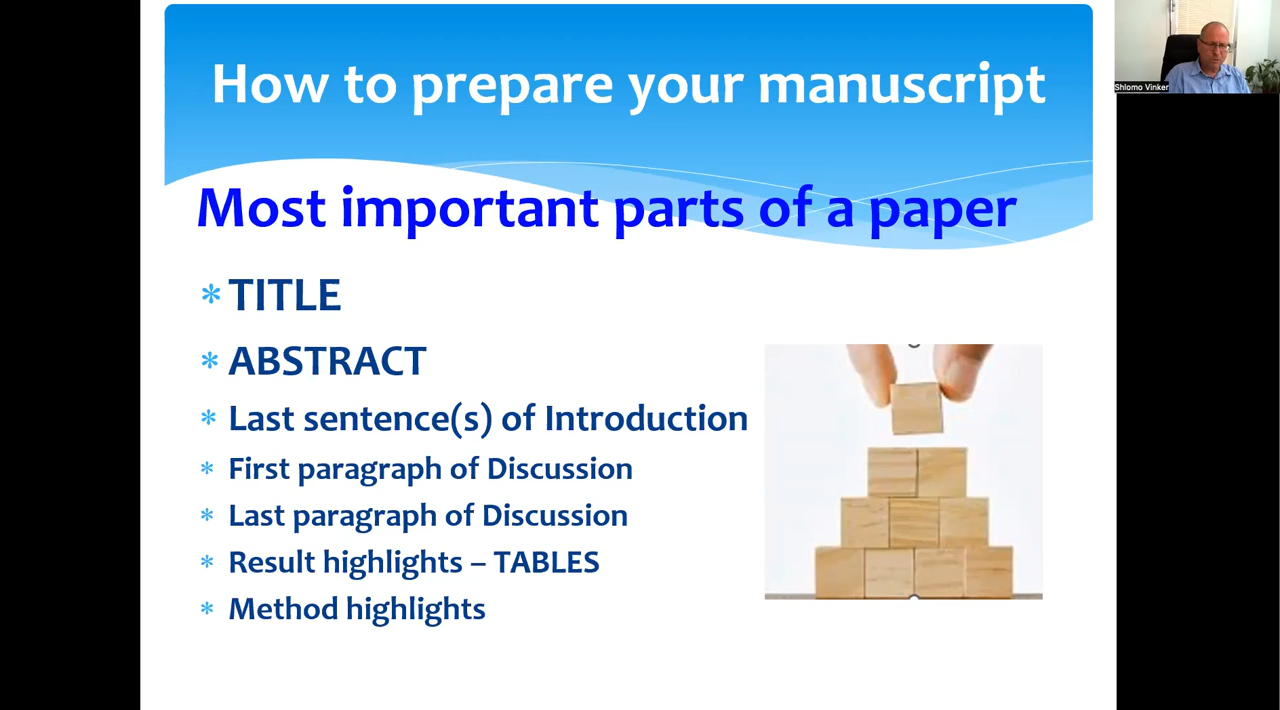 How to prepare your manuscript
Shlomo Vinker
Most important parts of a paper
* TITLE
* ABSTRACT
* Last sentence(s) of Introduction
* First paragraph of Discussion
* Last paragraph of Discussion
* Result highlights – TABLES
* Method highlights